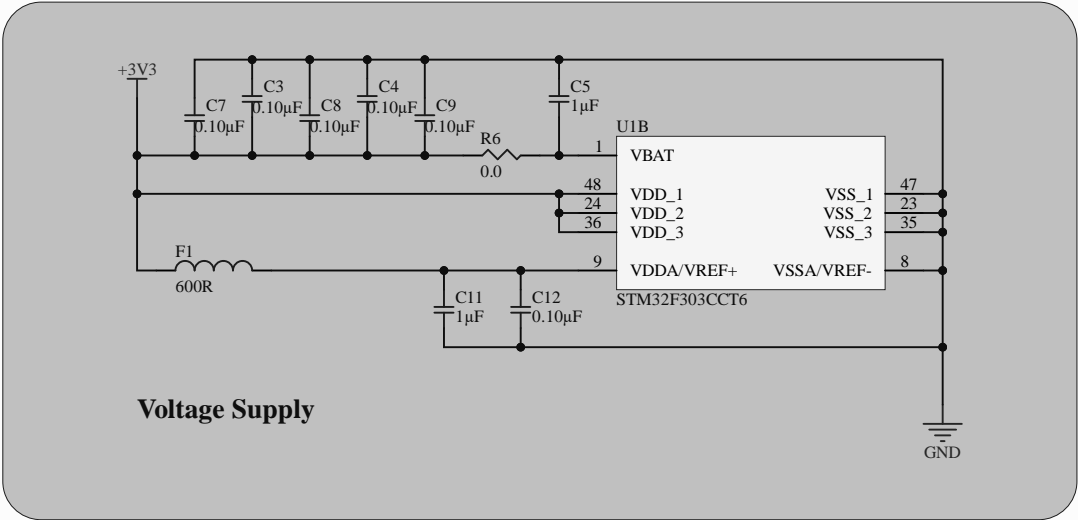 +3V3
C7
0.10µF
C3
0.10µF
C8
0.10µF
C4
0.10µF
C9
0.10µF
C5
1µF
R6
0.0
U1B
1 VBAT
48 VDD_1 VSS_1 47
24 VDD_2 VSS_2 23
36 VDD_3 VSS_3 35
9 VDDA/VREF+ VSSA/VREF- 8
STM32F303CCT6
F1
600R
C11
1µF
C12
0.10µF
Voltage Supply
GND